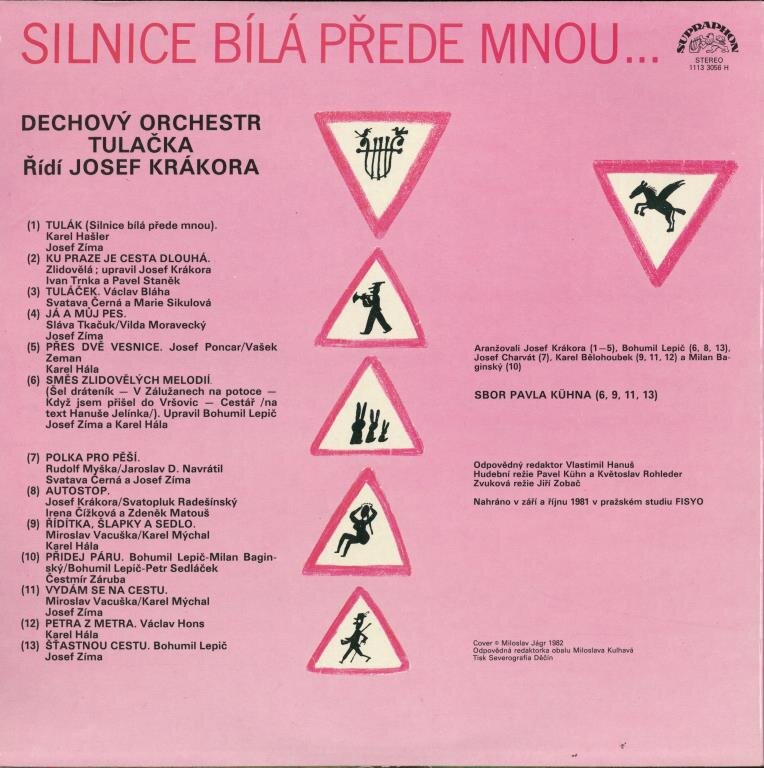 SILNICE BÍLÁ PŘEDE MNOU...
SUPRAPHON
STEREO
1113 3056 H
DECHOVÝ ORCHESTR
TULAČKA
Řídí JOSEF KRÁKORA
(1) TULÁK (Silnice bílá přede mnou).
Karel Hašler
Josef Zíma
(2) KU PRAZE JE CESTA DLOUHÁ.
Zlidovělá; upravil Josef Krákora
Ivan Trnka a Pavel Staněk
(3) TULÁČEK. Václav Bláha
Svatava Černá a Marie Sikulová
(4) JÁ A MŮJ PES.
Sláva Tkačuk/Vilda Moravecký
Josef Zíma
(5) PŘES DVĚ VESNICE. Josef Poncar/Vašek
Zeman
Karel Hála
(6) SMĚS ZLIDOVĚLÝCH MELODIÍ.
(Šel dráteník — V Zálužanech na potoce —
Když jsem přišel do Vršovic — Cestář /na
text Hanuše Jelínka/). Upravil Bohumil Lepič
Josef Zíma a Karel Hála
(7) POLKA PRO PĚŠÍ.
Rudolf Myška/Jaroslav D. Navrátil
Svatava Černá a Josef Zíma
(8) AUTOSTOP.
Josef Krákora/Svatopluk Radešínský
Irena Čížková a Zdeněk Matouš
(9) ŘÍDÍTKA, ŠLAPKY A SEDLO.
Miroslav Vacuška/Karel Mýchal
Karel Hála
(10) PŘIDEJ PÁRU. Bohumil Lepič-Milan Bagin-
ský/Bohumil Lepič-Petr Sedláček
Čestmír Záruba
(11) VYDÁM SE NA CESTU.
Miroslav Vacuška/Karel Mýchal
Josef Zíma
(12) PETRA Z METRA. Václav Hons
Karel Hála
(13) ŠŤASTNOU CESTU. Bohumil Lepič
Josef Zíma
Aranžovali Josef Krákora (1—5), Bohumil Lepič (6, 8, 13),
Josef Charvát (7), Karel Bělohoubek (9, 11, 12) a Milan Ba-
ginský (10)
SBOR PAVLA KÜHNA (6, 9, 11, 13)
Odpovědný redaktor Vlastimil Hanuš
Hudební režie Pavel Kühn a Květoslav Rohleder
Zvuková režie Jiří Zobač
Nahráno v září a říjnu 1981 v pražském studiu FISYO
Cover © Miloslav Jágr 1982
Odpovědná redaktorka obalu Miloslava Kulhavá
Tisk Severografia Děčín